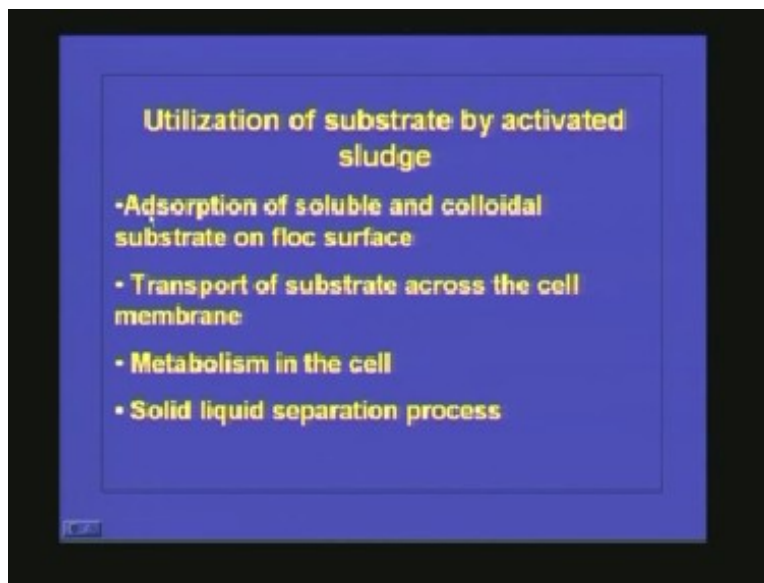 Utilization of substrate by activated
sludge
•Adsorption of soluble and colloidal
substrate on floc surface
• Transport of substrate across the cell
membrane
• Metabolism in the cell
• Solid liquid separation process